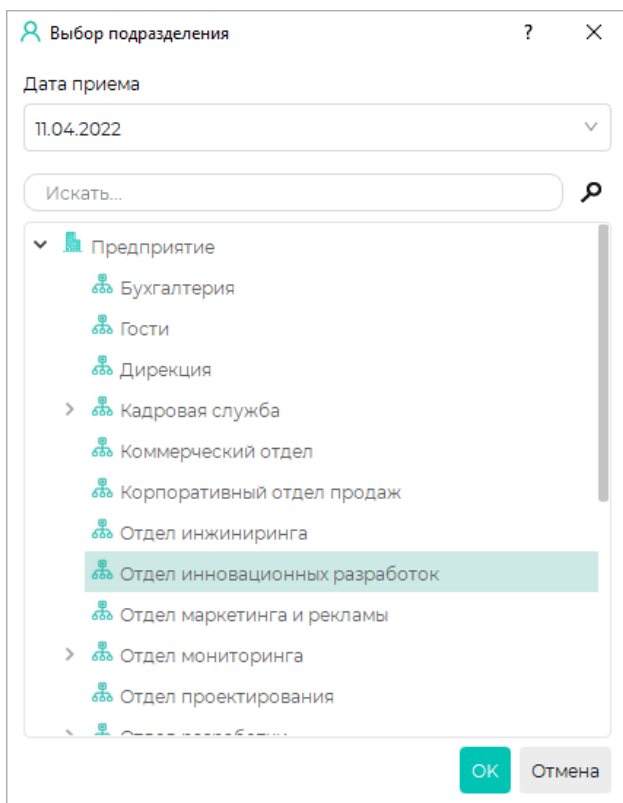 Выбор подразделения ?
Дата приема
11.04.2022
Искать...
Предприятие
Бухгалтерия
Гости
Дирекция
Кадровая служба
Коммерческий отдел
Корпоративный отдел продаж
Отдел инжиниринга
Отдел инновационных разработок
Отдел маркетинга и рекламы
Отдел мониторинга
Отдел проектирования
OK Отмена